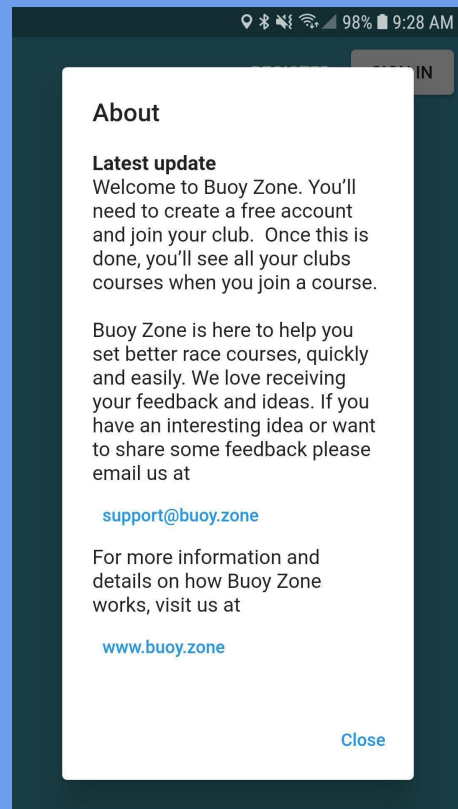 98% 9:28 AM
IN
About
Latest update
Welcome to Buoy Zone. You'll
need to create a free account
and join your club.  Once this is
done, you'll see all your clubs
courses when you join a course.
Buoy Zone is here to help you
set better race courses, quickly
and easily. We love receiving
your feedback and ideas. If you
have an interesting idea or want
to share some feedback please
email us at
support@buoy.zone
For more information and
details on how Buoy Zone
works, visit us at
www.buoy.zone
Close